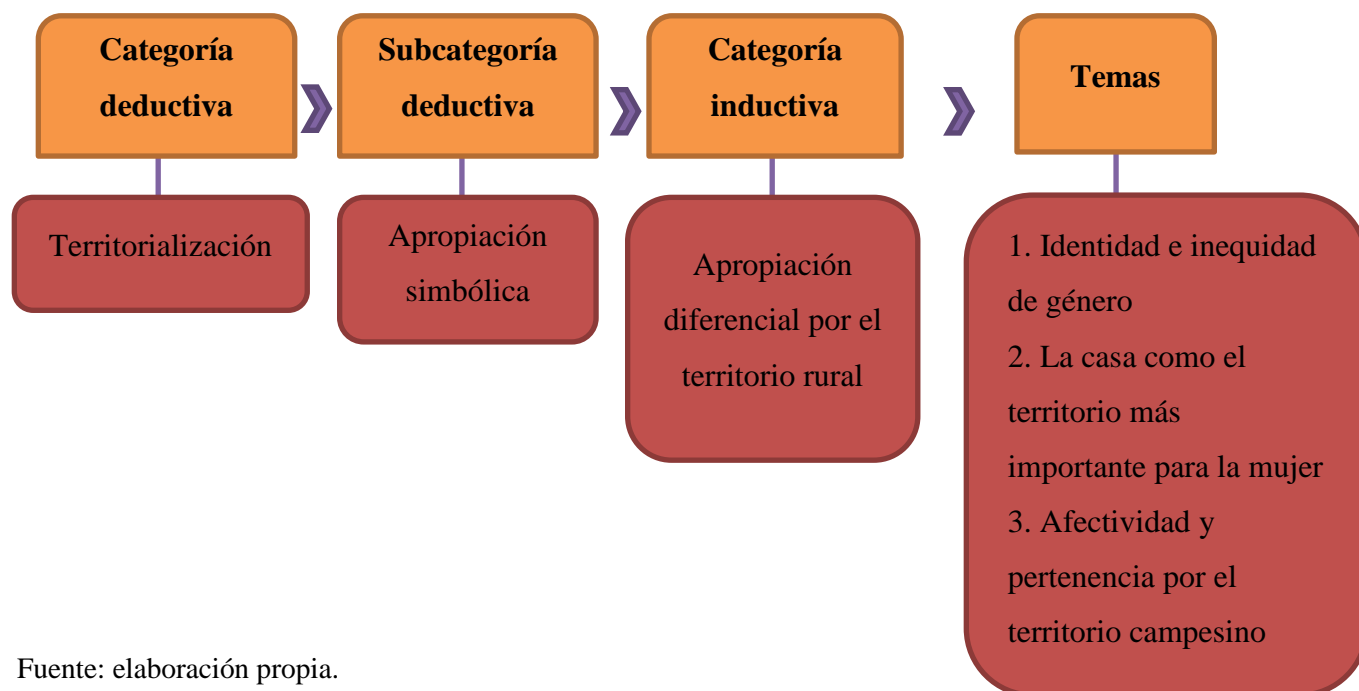 Categoría
deductiva
Subcategoría
deductiva
Categoría
inductiva
Temas
Territorialización
Apropiación
simbólica
Apropiación
diferencial por el
territorio rural
1. Identidad e inequidad
de género
2. La casa como el
territorio más
importante para la mujer
3. Afectividad y
pertenencia por el
territorio campesino
Fuente: elaboración propia.